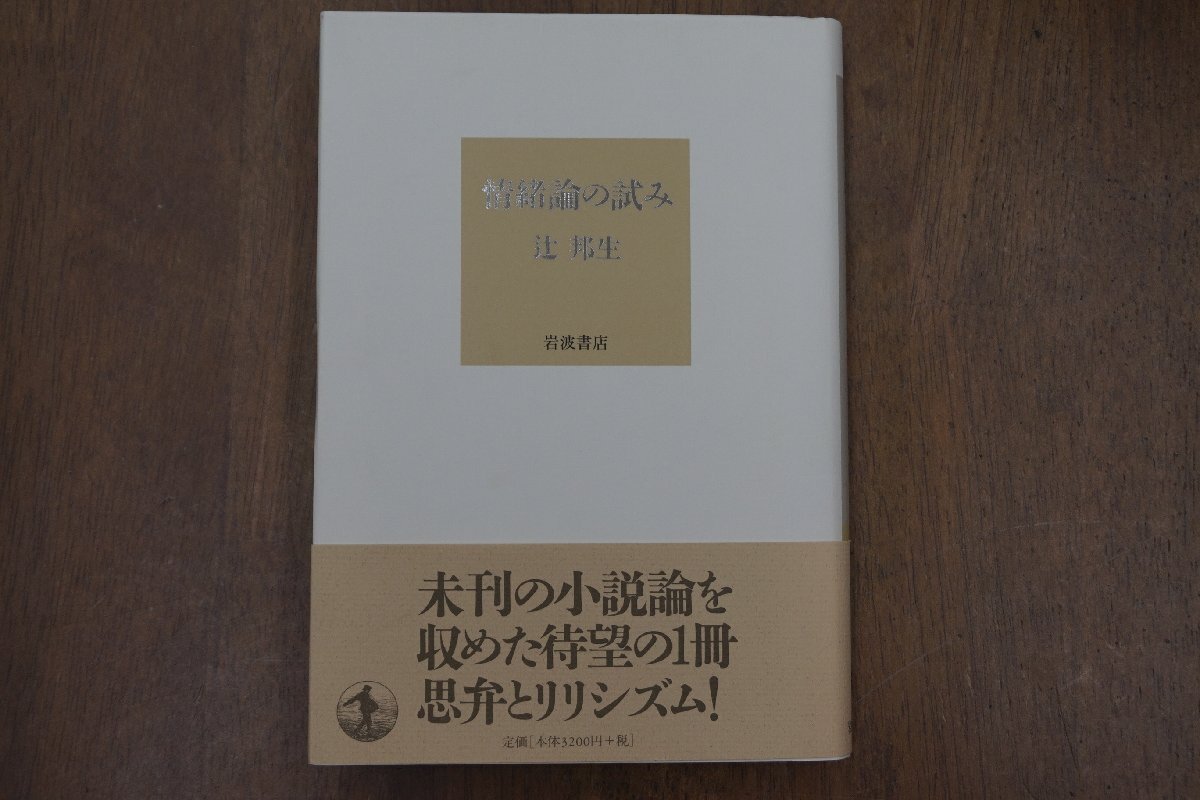 情緒論の試み
辻 邦生
岩波書店
未刊の小説論を
収めた待望の1冊
思弁とリリシズム!
定価[本体3200円+税]